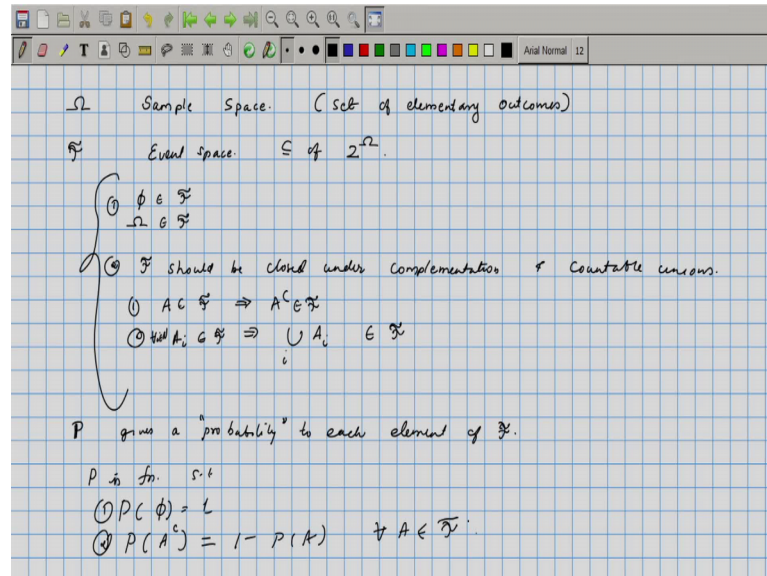 Arial Normal 12
Ω Sample Space. (Set of elementary outcomes)
F Event space. ⊆ of 2^Ω.
① ϕ ∈ F
Ω ∈ F
② F should be closed under complementation & countable unions.
① A ∈ F ⇒ A^C ∈ F
② A_i ∈ F ⇒ ∪_i A_i ∈ F
P gives a "probability" to each element of F.
P is fn. s.t
① P(ϕ) = 1
② P(A^c) = 1 - P(A) ∀ A ∈ F.